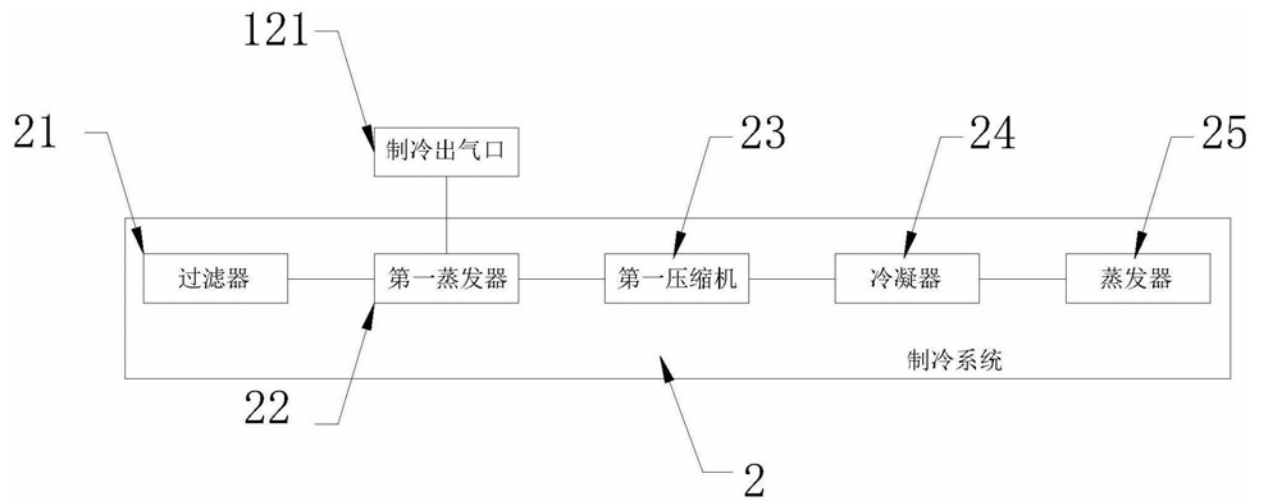 121
21
制冷出气口
23
24
25
过滤器
第一蒸发器
第一压缩机
冷凝器
蒸发器
制冷系统
22
2